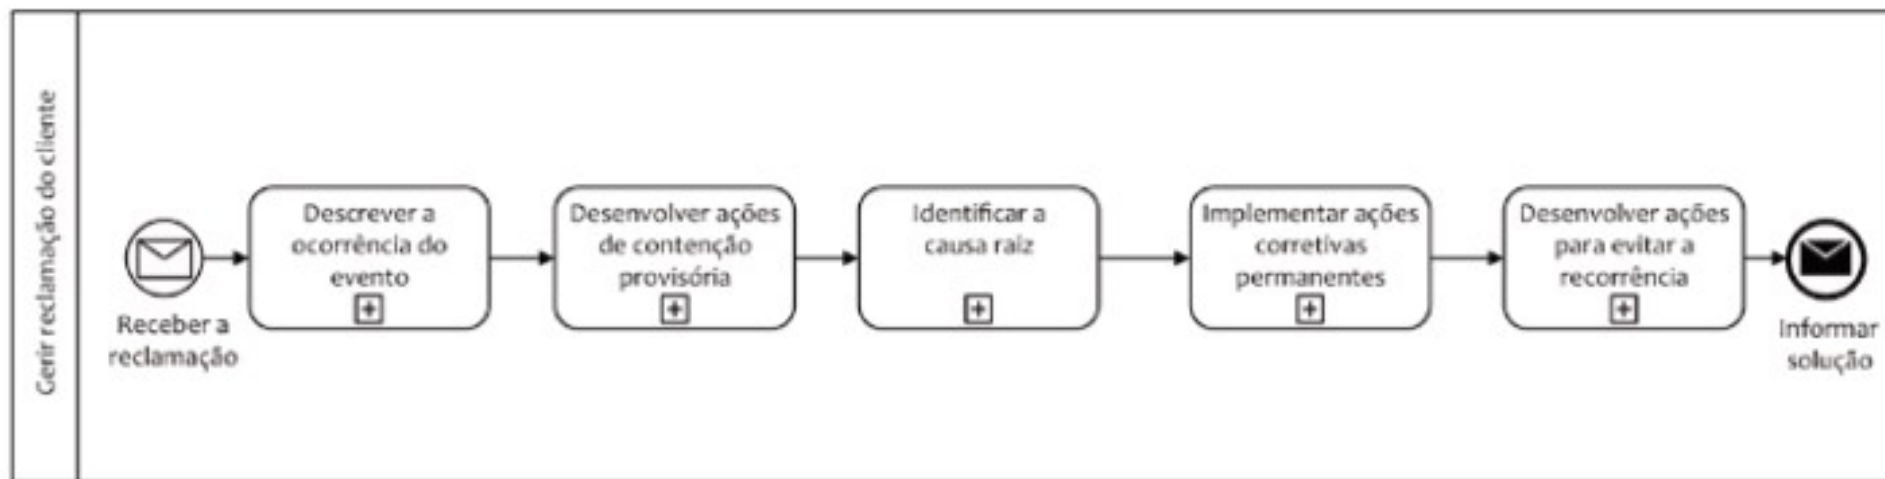 Gerir reclamação do cliente
Receber a
reclamação
Descrever a
ocorrência do
evento
Desenvolver ações
de contenção
provisória
Identificar a
causa raiz
Implementar ações
corretivas
permanentes
Desenvolver ações
para evitar a
recorrência
Informar
solução